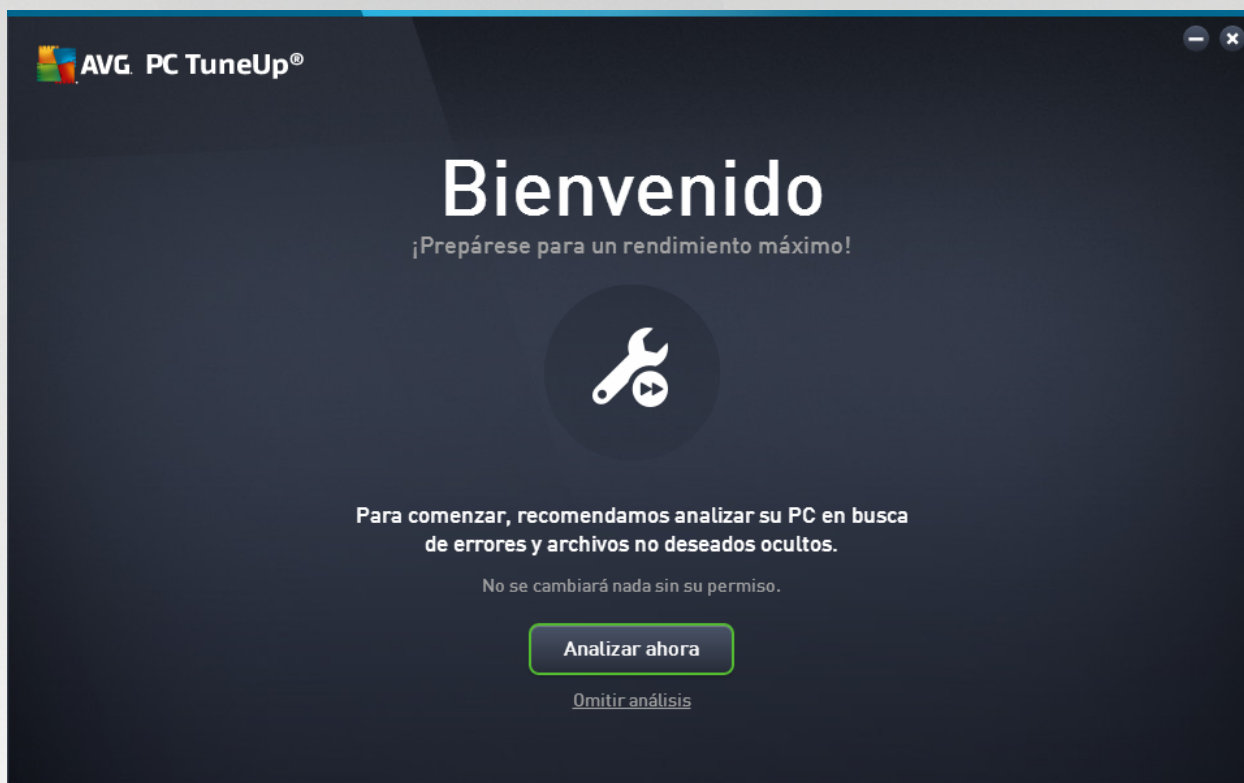 AVG. PC TuneUp®
Bienvenido
¡Prepárese para un rendimiento máximo!
Para comenzar, recomendamos analizar su PC en busca
de errores y archivos no deseados ocultos.
No se cambiará nada sin su permiso.
Analizar ahora
Omitir análisis